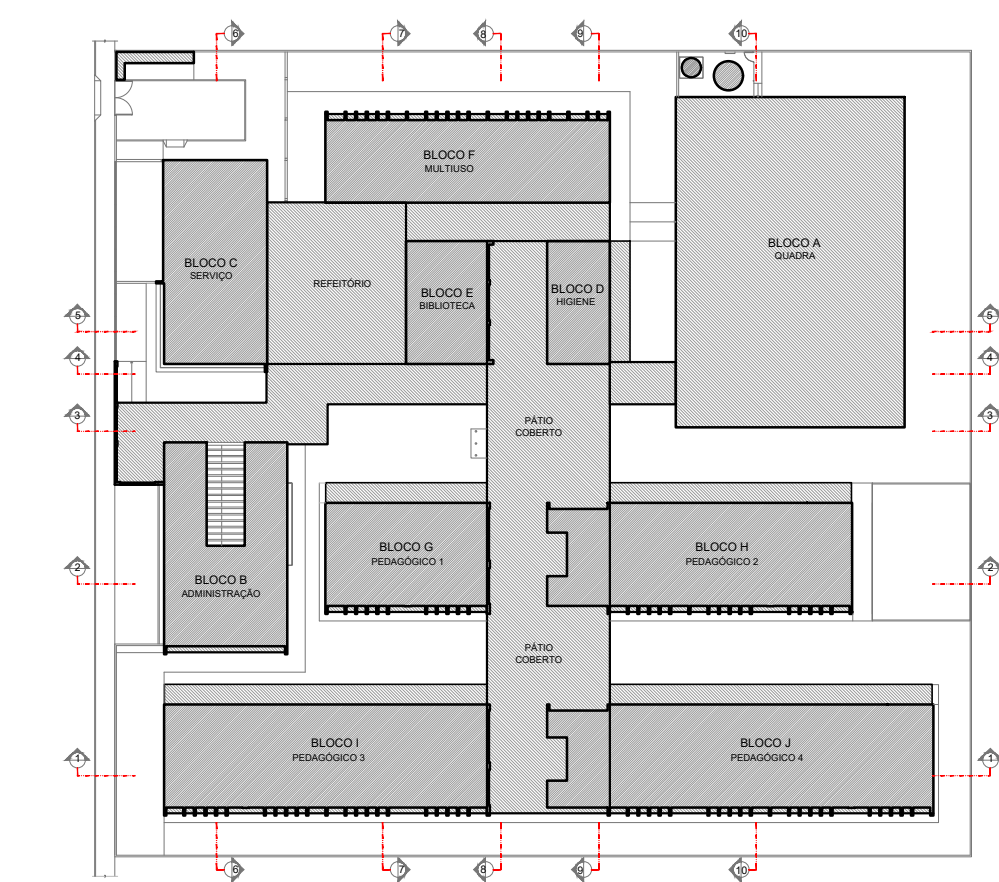 6 7 8 9 10
BLOCO F
MULTIUSO
BLOCO A
QUADRA
BLOCO C
SERVIÇO
REFEITÓRIO
BLOCO E
BIBLIOTECA
BLOCO D
HIGIENE
5 5
4 4
3 3
PÁTIO
COBERTO
BLOCO G
PEDAGÓGICO 1
BLOCO H
PEDAGÓGICO 2
2 2
BLOCO B
ADMINISTRAÇÃO
PÁTIO
COBERTO
BLOCO I
PEDAGÓGICO 3
BLOCO J
PEDAGÓGICO 4
1 1
6 7 8 9 10